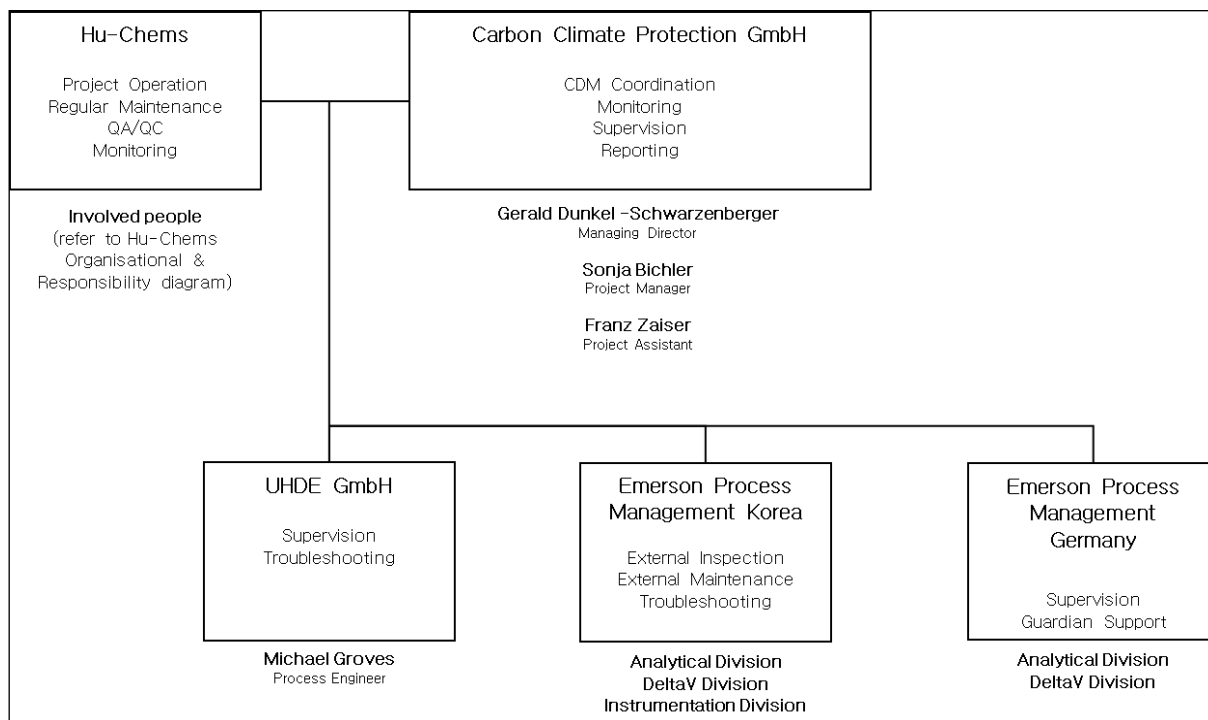 Hu-Chems
Project Operation
Regular Maintenance
QA/QC
Monitoring
Involved people
(refer to Hu-Chems
Organisational &
Responsibility diagram)
Carbon Climate Protection GmbH
CDM Coordination
Monitoring
Supervision
Reporting
Gerald Dunkel -Schwarzenberger
Managing Director
Sonja Bichler
Project Manager
Franz Zaiser
Project Assistant
UHDE GmbH
Supervision
Troubleshooting
Michael Groves
Process Engineer
Emerson Process
Management Korea
External Inspection
External Maintenance
Troubleshooting
Analytical Division
DeltaV Division
Instrumentation Division
Emerson Process
Management
Germany
Supervision
Guardian Support
Analytical Division
DeltaV Division